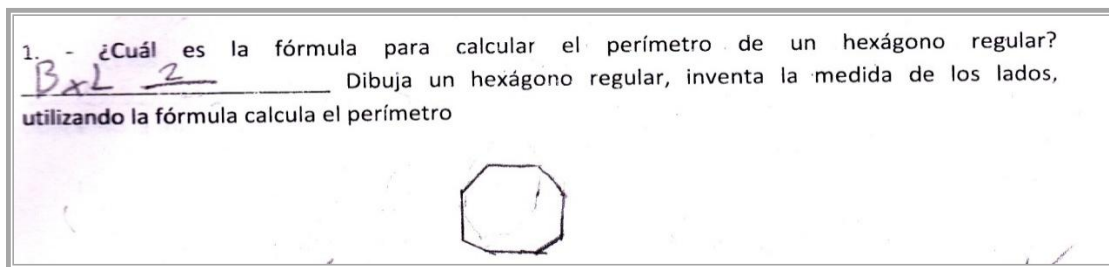 1. - ¿Cuál es la fórmula para calcular el perímetro de un hexágono regular?
BxL 2 Dibuja un hexágono regular, inventa la medida de los lados,
utilizando la fórmula calcula el perímetro